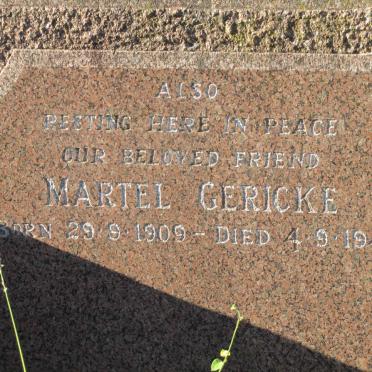 ALSO
RESTING HERE IN PEACE
OUR BELOVED FRIEND
MARTEL GERICKE
BORN 29·9·1909 - DIED 4·9·19